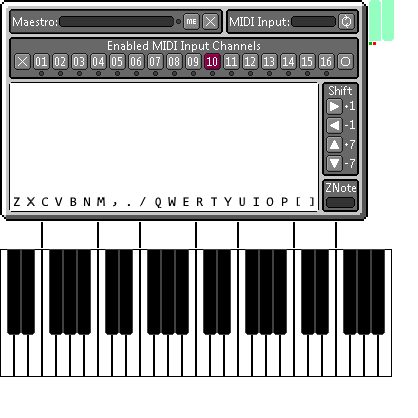 Maestro: ME MIDI Input:
Enabled MIDI Input Channels
01 02 03 04 05 06 07 08 09 10 11 12 13 14 15 16
Shift
+1
-1
+7
-7
ZNote
Z X C V B N M , . / Q W E R T Y U I O P [ ]